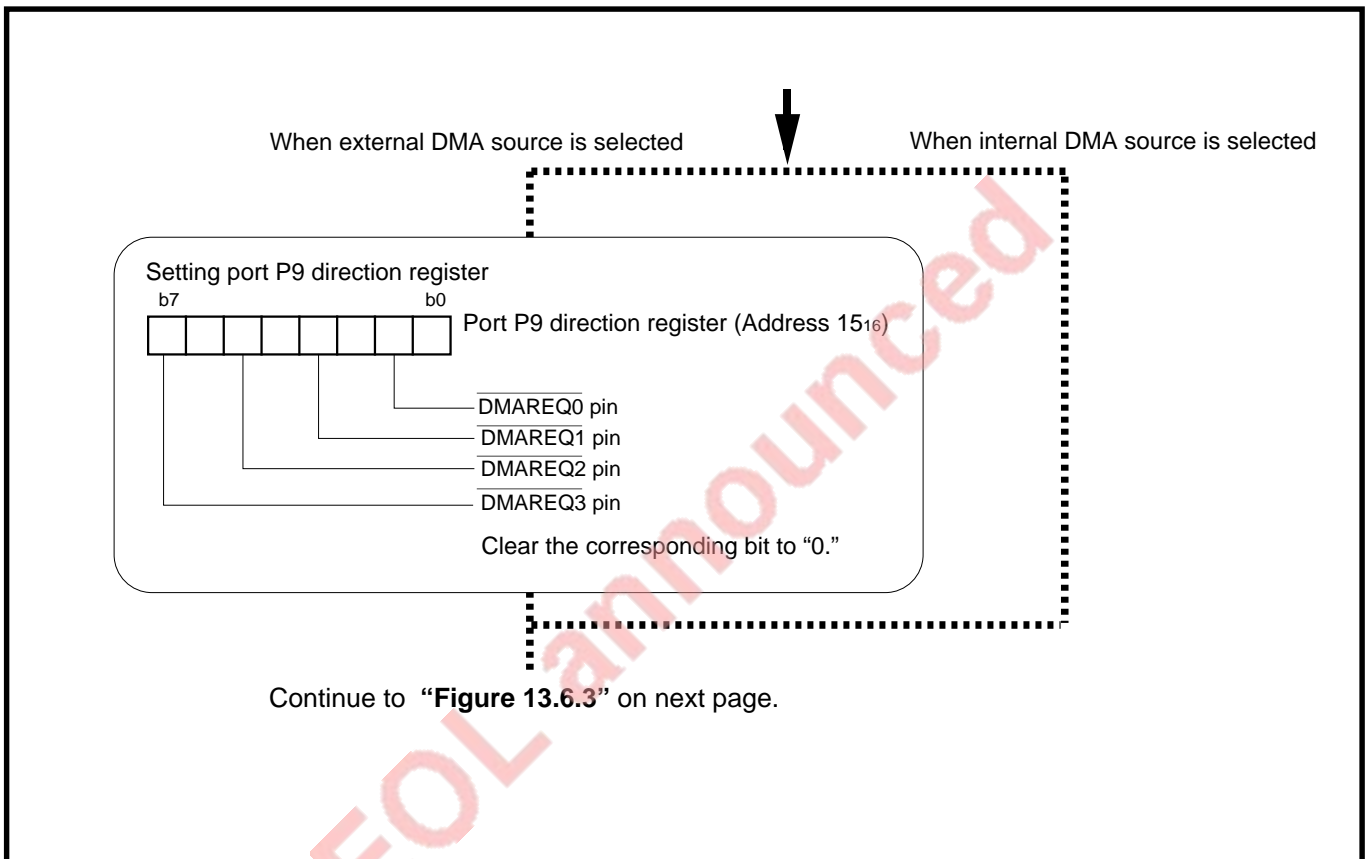 When external DMA source is selected
When internal DMA source is selected
Setting port P9 direction register
b7 b0
Port P9 direction register (Address 15₁₆)
DMAREQ0 pin
DMAREQ1 pin
DMAREQ2 pin
DMAREQ3 pin
Clear the corresponding bit to “0.”
Continue to “Figure 13.6.3” on next page.
EOL announced